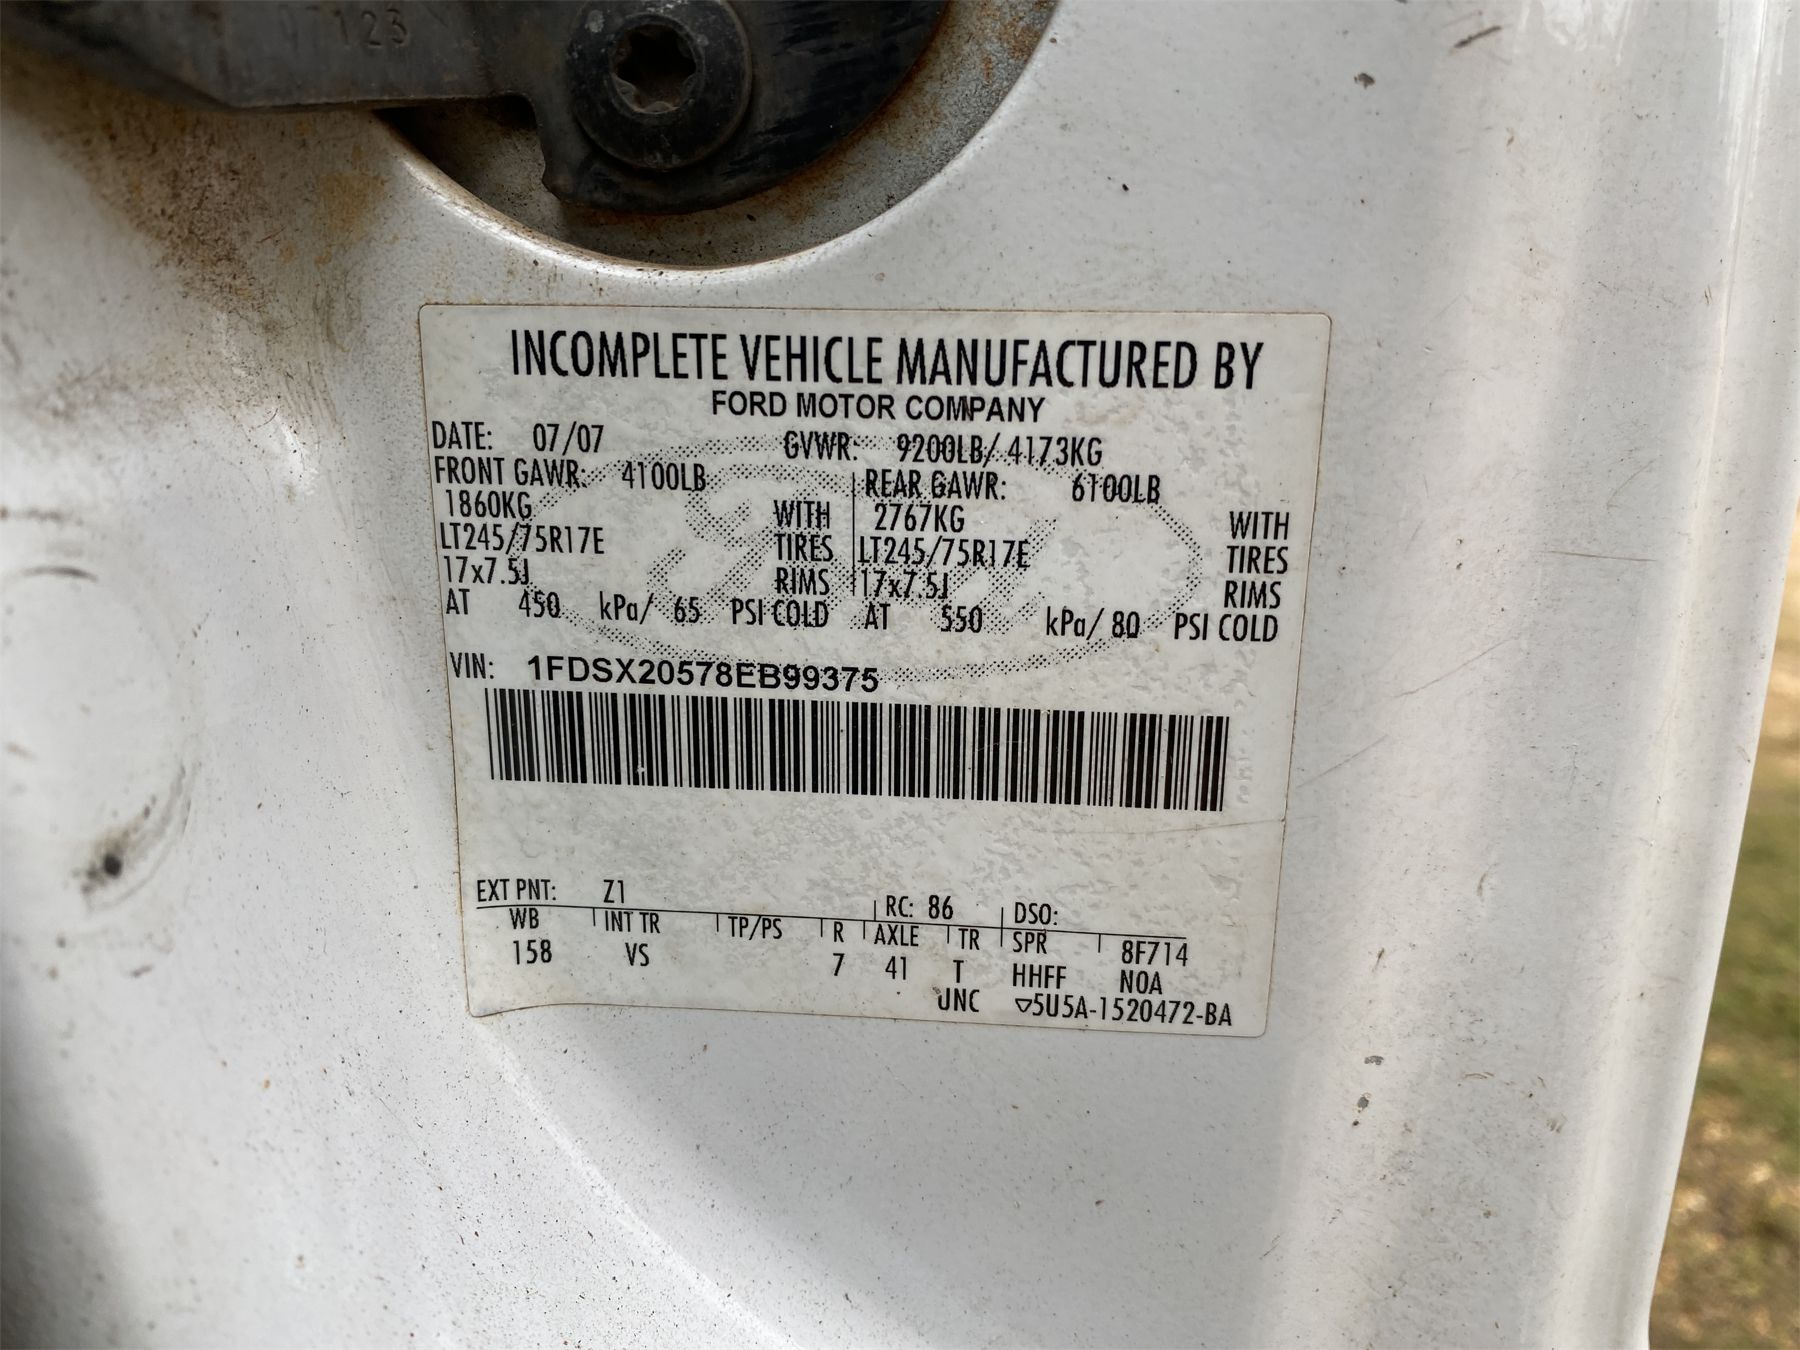 123
INCOMPLETE VEHICLE MANUFACTURED BY
FORD MOTOR COMPANY
DATE: 07/07 GVWR: 9200LB/ 4173KG
FRONT GAWR: 4100LB REAR GAWR: 6100LB
1860KG WITH 2767KG WITH
LT245/75R17E TIRES LT245/75R17E TIRES
17x7.5J RIMS 17x7.5J RIMS
AT 450 kPa/ 65 PSI COLD AT 550 kPa/ 80 PSI COLD
VIN: 1FDSX20578EB99375
EXT PNT: Z1 RC: 86 DSO:
WB INT TR TP/PS R AXLE TR SPR 8F714
158 VS 7 41 T HHFF NOA
UNC ▽5U5A-1520472-BA